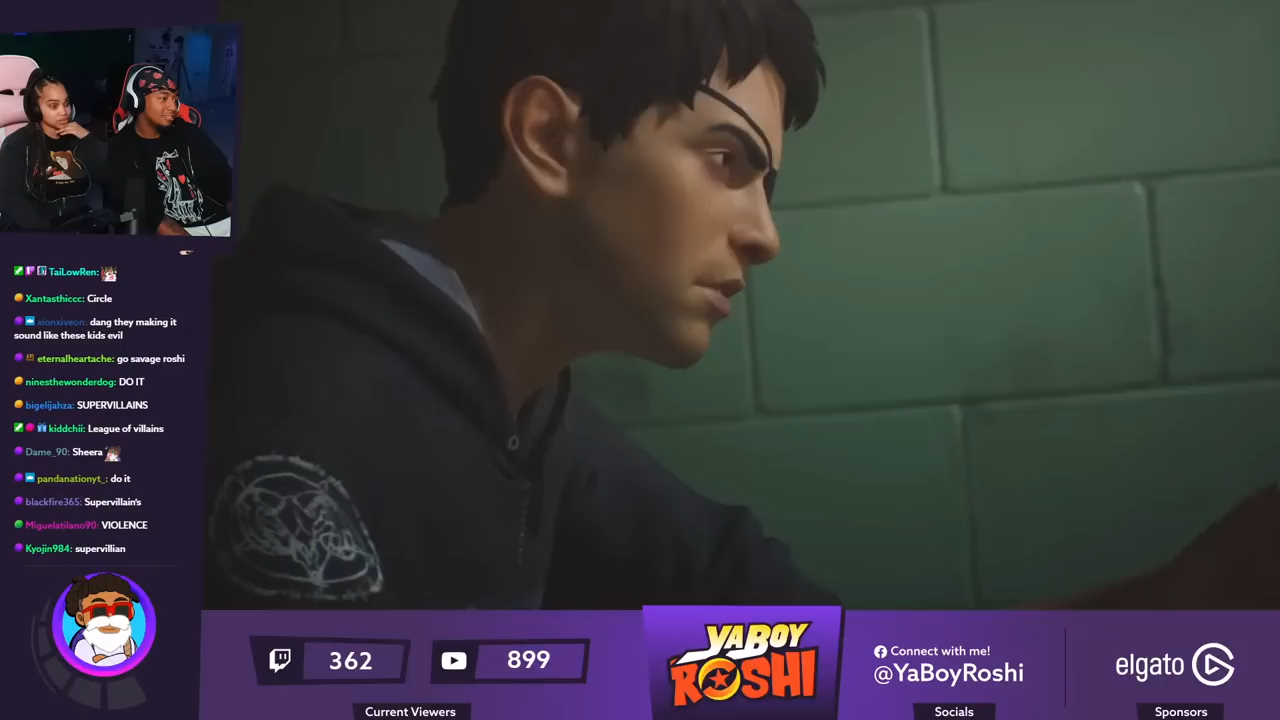 TaiLowRen:
Xantasthiccc: Circle
xionxiveon: dang they making it
sound like these kids evil
eternalheartache: go savage roshi
ninesthewonderdog: DO IT
bigelijahza: SUPERVILLAINS
kiddchii: League of villains
Dame_90: Sheera
pandanationyt_: do it
blackfire365: Supervillain's
Miguelatilano90: VIOLENCE
Kyojin984: supervillian
362
899
Current Viewers
YABOY
ROSHI
Connect with me!
@YaBoyRoshi
Socials
elgato
Sponsors